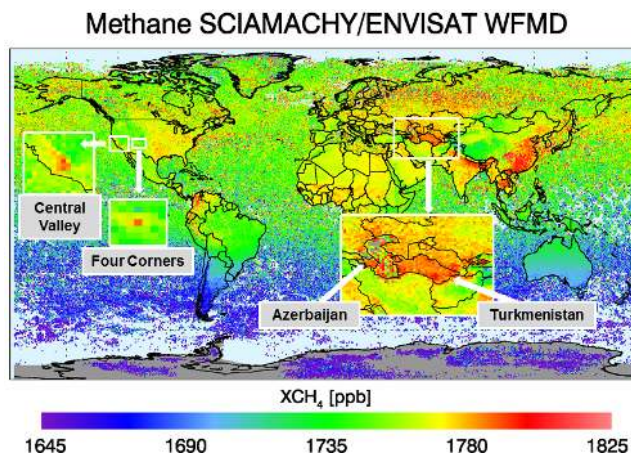 Methane SCIAMACHY/ENVISAT WFMD
Central
Valley
Four Corners
Azerbaijan
Turkmenistan
XCH₄ [ppb]
1645 1690 1735 1780 1825